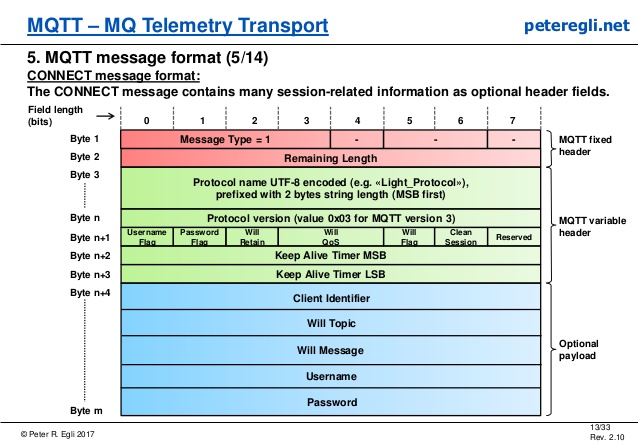 MQTT – MQ Telemetry Transport
peteregli.net
5. MQTT message format (5/14)
CONNECT message format:
The CONNECT message contains many session-related information as optional header fields.
Field length
(bits)
0 1 2 3 4 5 6 7
Byte 1 Message Type = 1 - - -
MQTT fixed
header
Byte 2 Remaining Length
Byte 3
Protocol name UTF-8 encoded (e.g. «Light_Protocol»),
prefixed with 2 bytes string length (MSB first)
Byte n Protocol version (value 0x03 for MQTT version 3)
MQTT variable
header
Byte n+1
Username
Flag
Password
Flag
Will
Retain
Will
QoS
Will
Flag
Clean
Session
Reserved
Byte n+2 Keep Alive Timer MSB
Byte n+3 Keep Alive Timer LSB
Byte n+4
Client Identifier
Will Topic
Will Message
Optional
payload
Username
Password
Byte m
© Peter R. Egli 2017
13/33
Rev. 2.10